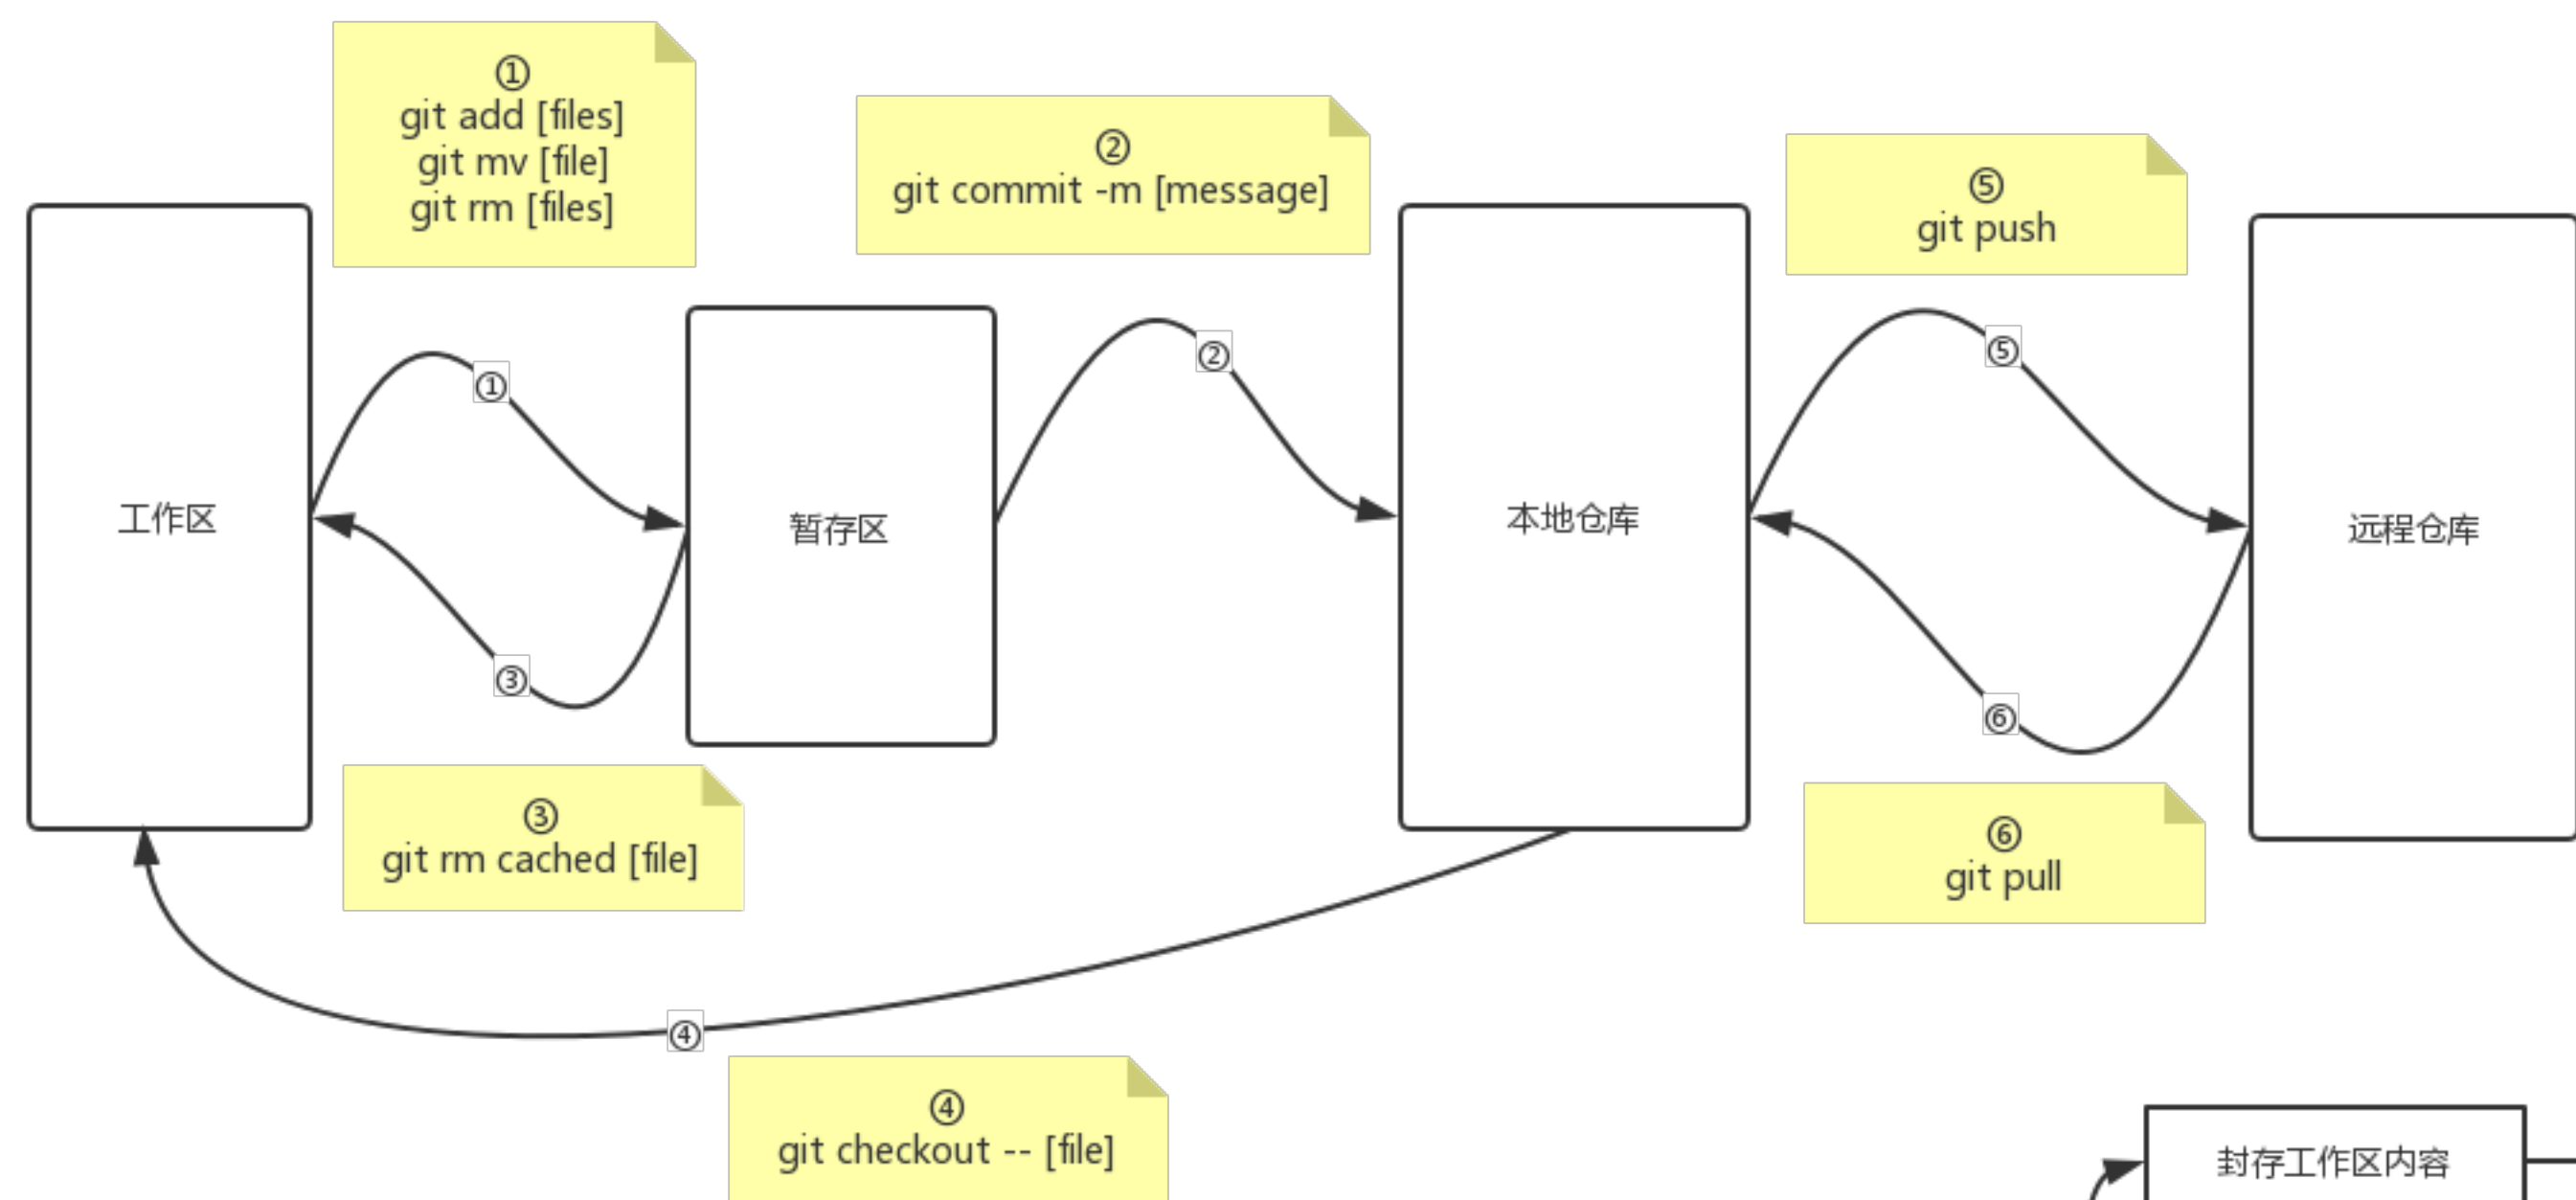 ①
git add [files]
git mv [file]
git rm [files]
②
git commit -m [message]
⑤
git push
①
②
⑤
工作区
暂存区
本地仓库
远程仓库
③
⑥
③
git rm cached [file]
⑥
git pull
④
④
git checkout -- [file]
封存工作区内容